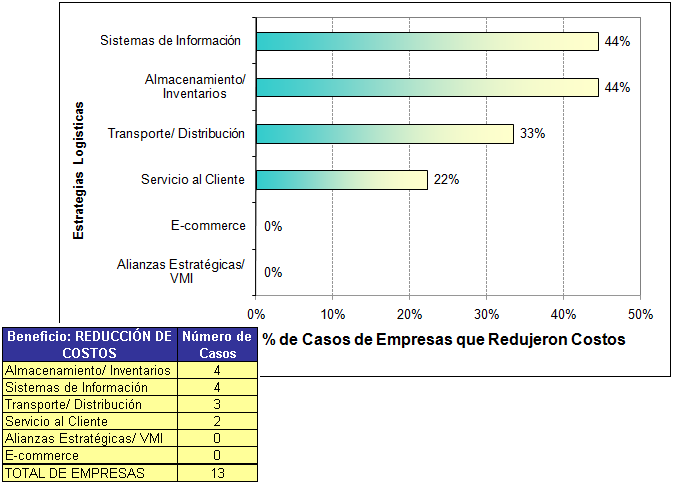 Estrategias Logísticas
Sistemas de Información
44%
Almacenamiento/
Inventarios
44%
Transporte/ Distribución
33%
Servicio al Cliente
22%
E-commerce
0%
Alianzas Estratégicas/
VMI
0%
0% 10% 20% 30% 40% 50%
% de Casos de Empresas que Redujeron Costos
Beneficio: REDUCCIÓN DE
COSTOS
Número de
Casos
Almacenamiento/ Inventarios 4
Sistemas de Información 4
Transporte/ Distribución 3
Servicio al Cliente 2
Alianzas Estratégicas/ VMI 0
E-commerce 0
TOTAL DE EMPRESAS 13